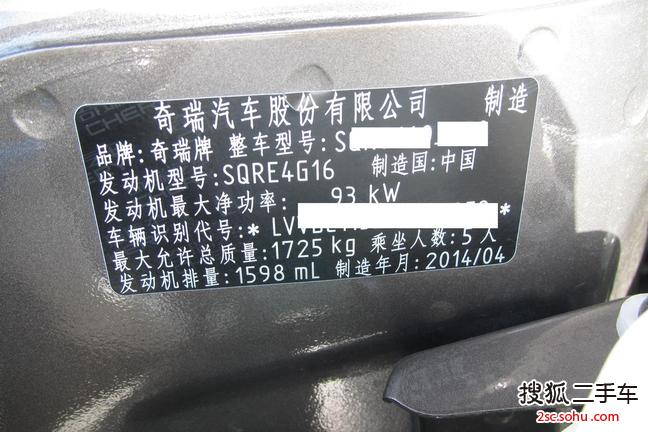 奇瑞汽车股份有限公司 制造
品牌:奇瑞牌 整车型号:
发动机型号:SQRE4G16 制造国:中国
发动机最大净功率: 93 kW
车辆识别代号:* *
最大允许总质量:1725 kg 乘坐人数:5 人
发动机排量:1598 mL 制造年月:2014/04
搜狐二手车
2sc.sohu.com